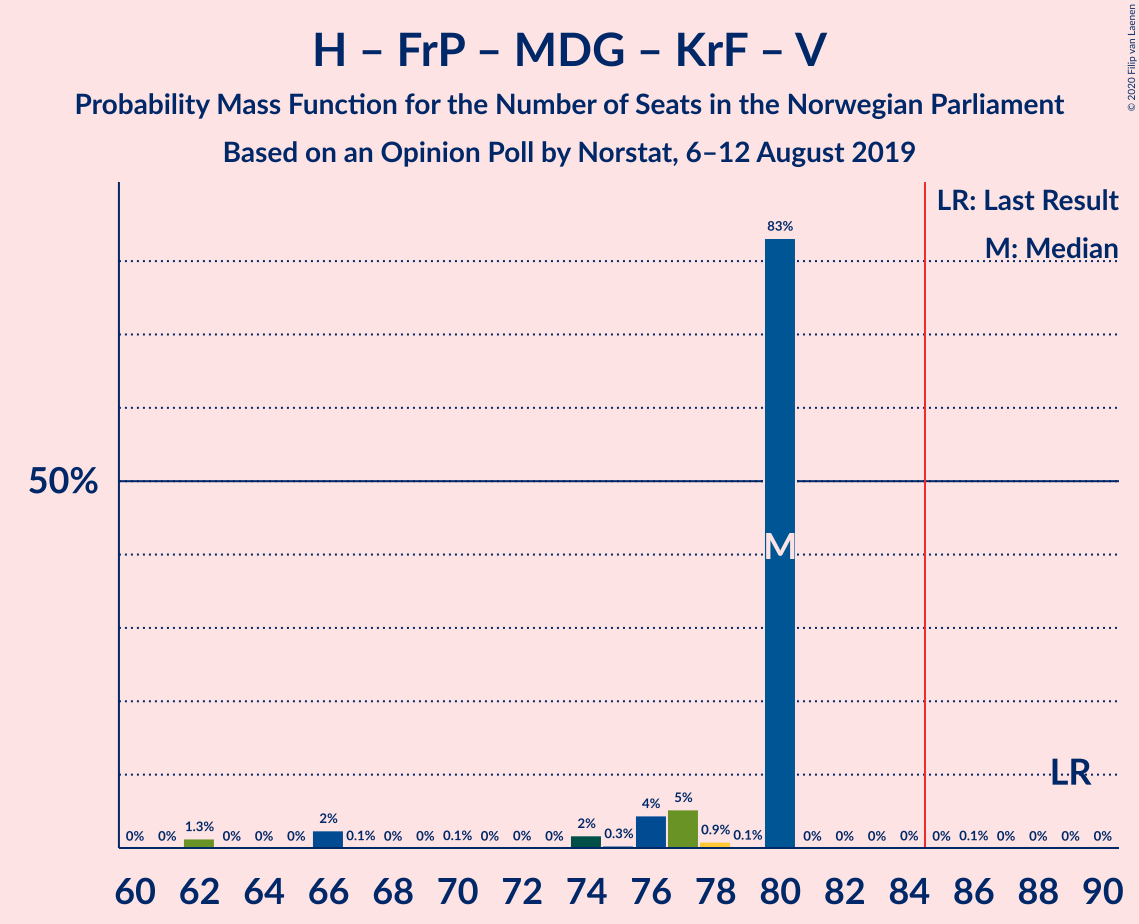 H – FrP – MDG – KrF – V
Probability Mass Function for the Number of Seats in the Norwegian Parliament
Based on an Opinion Poll by Norstat, 6–12 August 2019
© 2020 Filip van Laenen
LR: Last Result
M: Median
83%
50%
M
LR
0% 0% 1.3% 0% 0% 0% 2% 0.1% 0% 0% 0.1% 0% 0% 0% 2% 0.3% 4% 5% 0.9% 0.1% 0% 0% 0% 0% 0% 0.1% 0% 0% 0% 0%
60 62 64 66 68 70 72 74 76 78 80 82 84 86 88 90